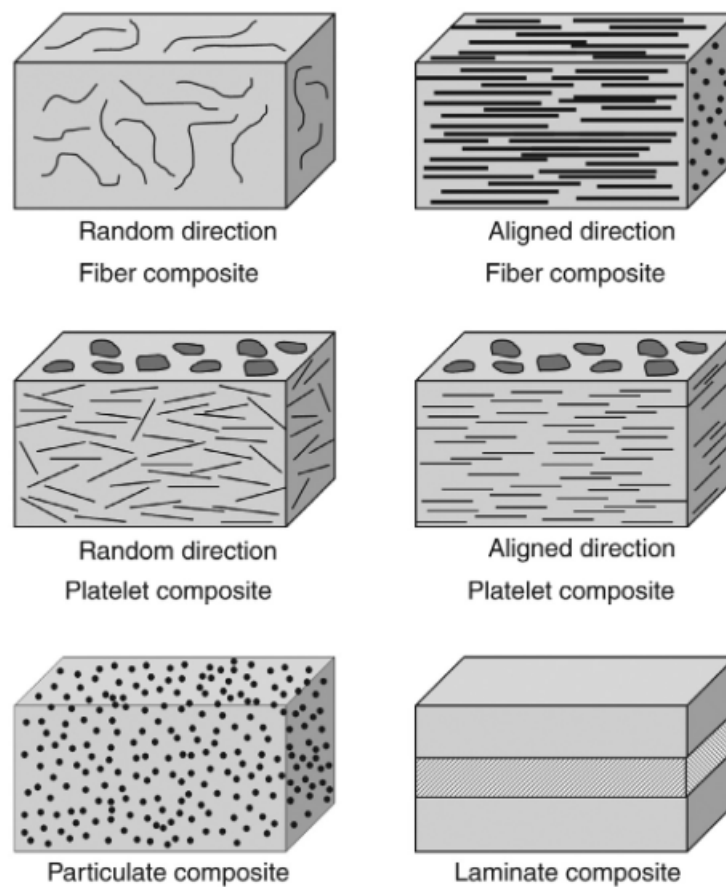 Random direction
Fiber composite
Aligned direction
Fiber composite
Random direction
Platelet composite
Aligned direction
Platelet composite
Particulate composite
Laminate composite